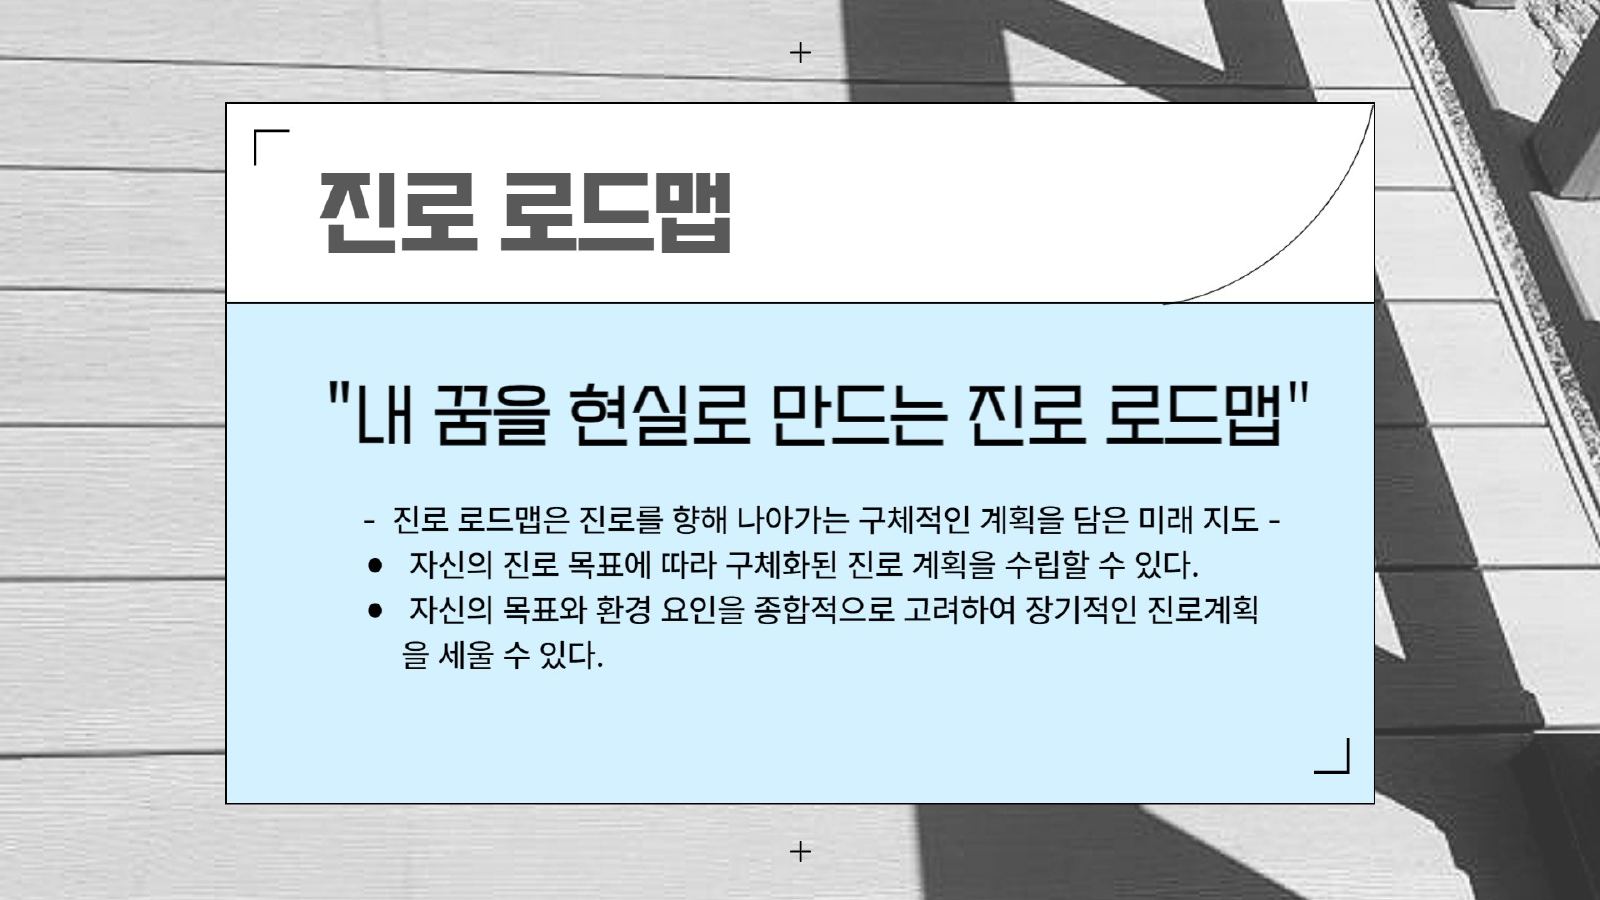 진로 로드맵
"내 꿈을 현실로 만드는 진로 로드맵"
- 진로 로드맵은 진로를 향해 나아가는 구체적인 계획을 담은 미래 지도 -
● 자신의 진로 목표에 따라 구체화된 진로 계획을 수립할 수 있다.
● 자신의 목표와 환경 요인을 종합적으로 고려하여 장기적인 진로계획
을 세울 수 있다.